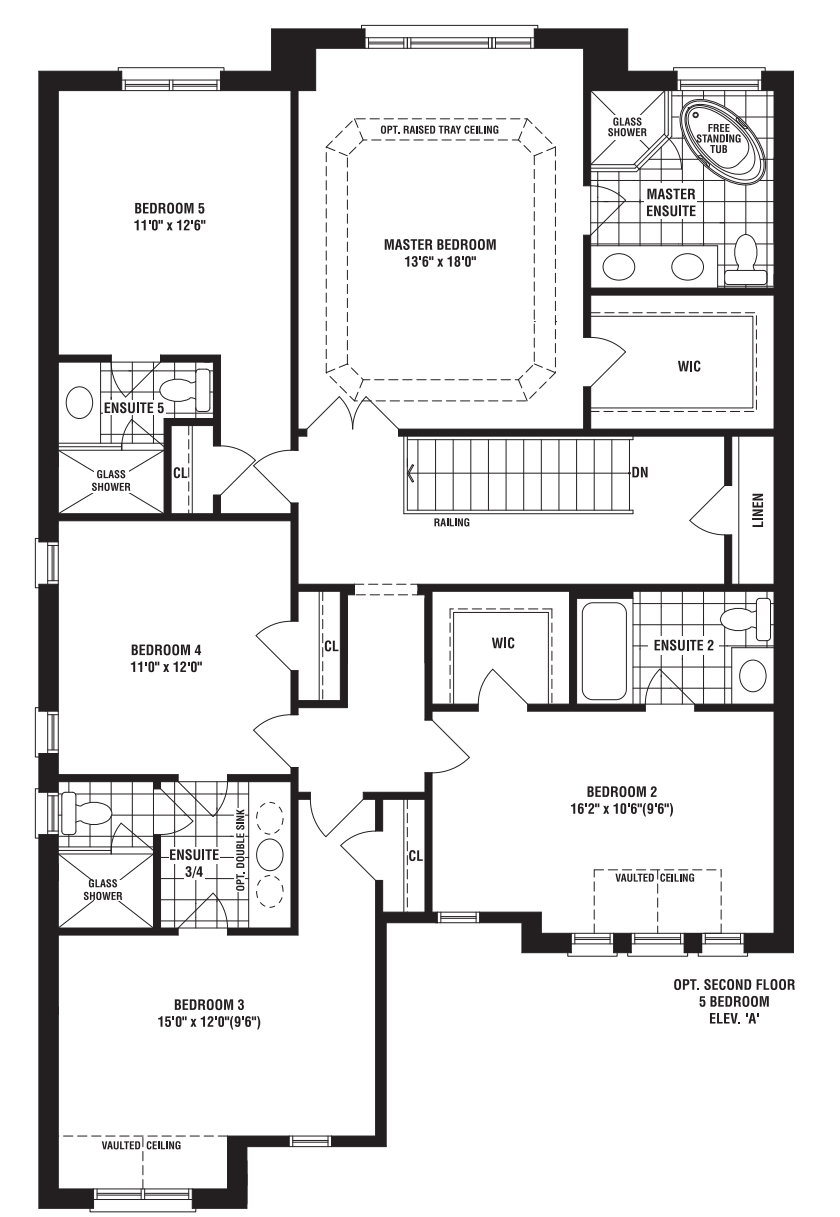 OPT. RAISED TRAY CEILING
GLASS
SHOWER
FREE
STANDING
TUB
MASTER
ENSUITE
BEDROOM 5
11'0" x 12'6"
MASTER BEDROOM
13'6" x 18'0"
WIC
ENSUITE 5
CL
GLASS
SHOWER
DN
RAILING
LINEN
BEDROOM 4
11'0" x 12'0"
CL
WIC
ENSUITE 2
BEDROOM 2
16'2" x 10'6"(9'6")
VAULTED CEILING
OPT. DOUBLE SINK
ENSUITE
3/4
GLASS
SHOWER
CL
BEDROOM 3
15'0" x 12'0"(9'6")
VAULTED CEILING
OPT. SECOND FLOOR
5 BEDROOM
ELEV. 'A'